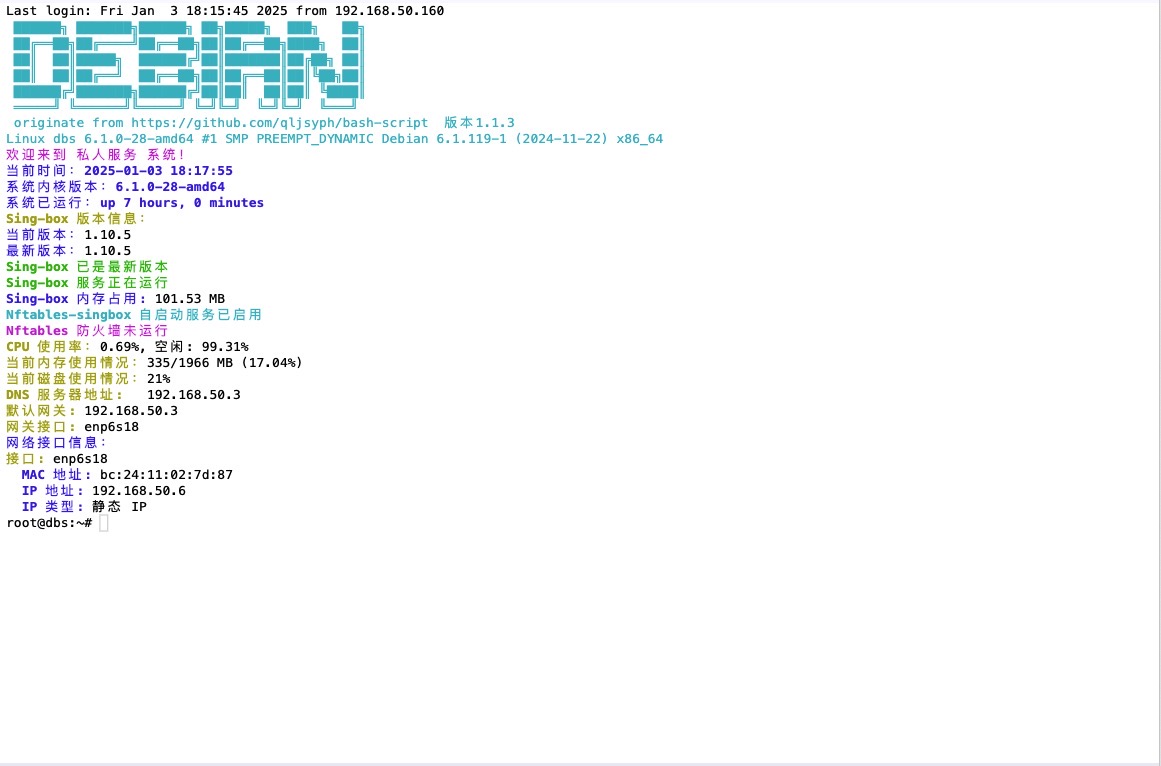 Last login: Fri Jan  3 18:15:45 2025 from 192.168.50.160
DEBIAN
originate from https://github.com/qljsyph/bash-script  版本1.1.3
Linux dbs 6.1.0-28-amd64 #1 SMP PREEMPT_DYNAMIC Debian 6.1.119-1 (2024-11-22) x86_64
欢迎来到 私人服务 系统!
当前时间: 2025-01-03 18:17:55
系统内核版本: 6.1.0-28-amd64
系统已运行: up 7 hours, 0 minutes
Sing-box 版本信息:
当前版本: 1.10.5
最新版本: 1.10.5
Sing-box 已是最新版本
Sing-box 服务正在运行
Sing-box 内存占用: 101.53 MB
Nftables-singbox 自启动服务已启用
Nftables 防火墙未运行
CPU 使用率: 0.69%, 空闲: 99.31%
当前内存使用情况: 335/1966 MB (17.04%)
当前磁盘使用情况: 21%
DNS 服务器地址:   192.168.50.3
默认网关: 192.168.50.3
网关接口: enp6s18
网络接口信息:
接口: enp6s18
  MAC 地址: bc:24:11:02:7d:87
  IP 地址: 192.168.50.6
  IP 类型: 静态 IP
root@dbs:~#